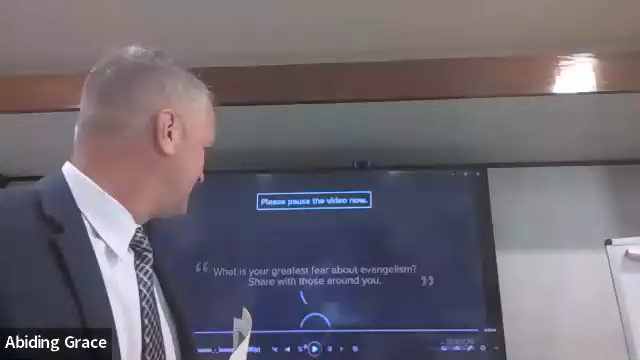 Please pause the video now.
“ What is your greatest fear about evangelism?
Share with those around you. ”
Abiding Grace